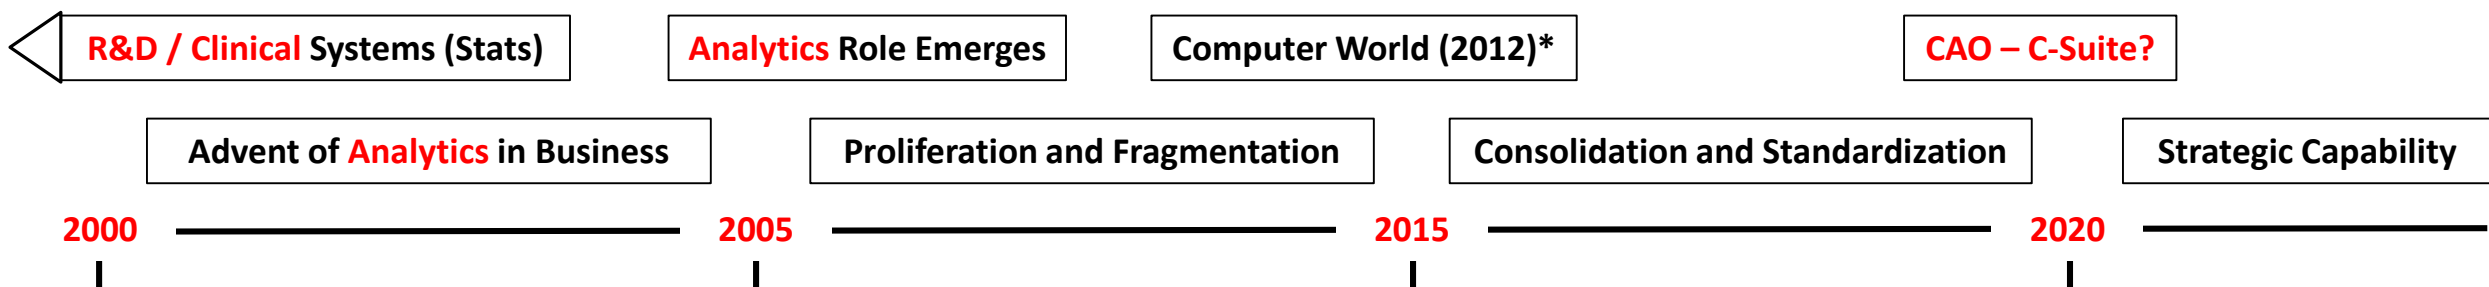 R&D / Clinical Systems (Stats)
Analytics Role Emerges
Computer World (2012)*
CAO – C-Suite?
Advent of Analytics in Business
Proliferation and Fragmentation
Consolidation and Standardization
Strategic Capability
2000
2005
2015
2020